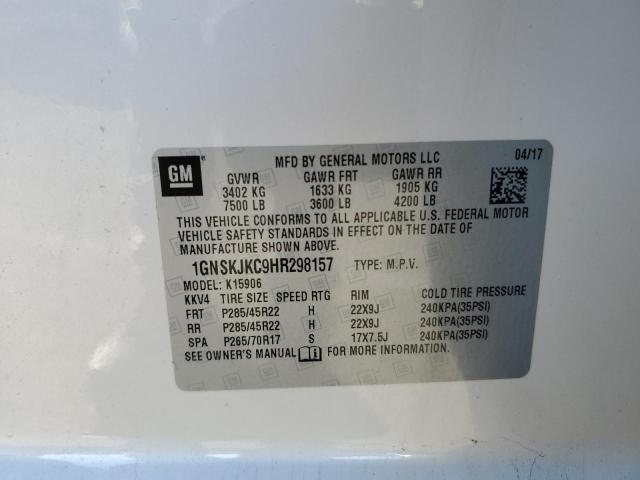 GM
MFD BY GENERAL MOTORS LLC 04/17
GVWR GAWR FRT GAWR RR
3402 KG 1633 KG 1905 KG
7500 LB 3600 LB 4200 LB
THIS VEHICLE CONFORMS TO ALL APPLICABLE U.S. FEDERAL MOTOR
VEHICLE SAFETY STANDARDS IN EFFECT ON THE DATE OF
MANUFACTURE SHOWN ABOVE.
1GNSKJKC9HR298157 TYPE: M.P.V.
MODEL: K15906
KKV4 TIRE SIZE SPEED RTG RIM COLD TIRE PRESSURE
FRT P285/45R22 H 22X9J 240KPA(35PSI)
RR P285/45R22 H 22X9J 240KPA(35PSI)
SPA P265/70R17 S 17X7.5J 240KPA(35PSI)
SEE OWNER'S MANUAL FOR MORE INFORMATION.